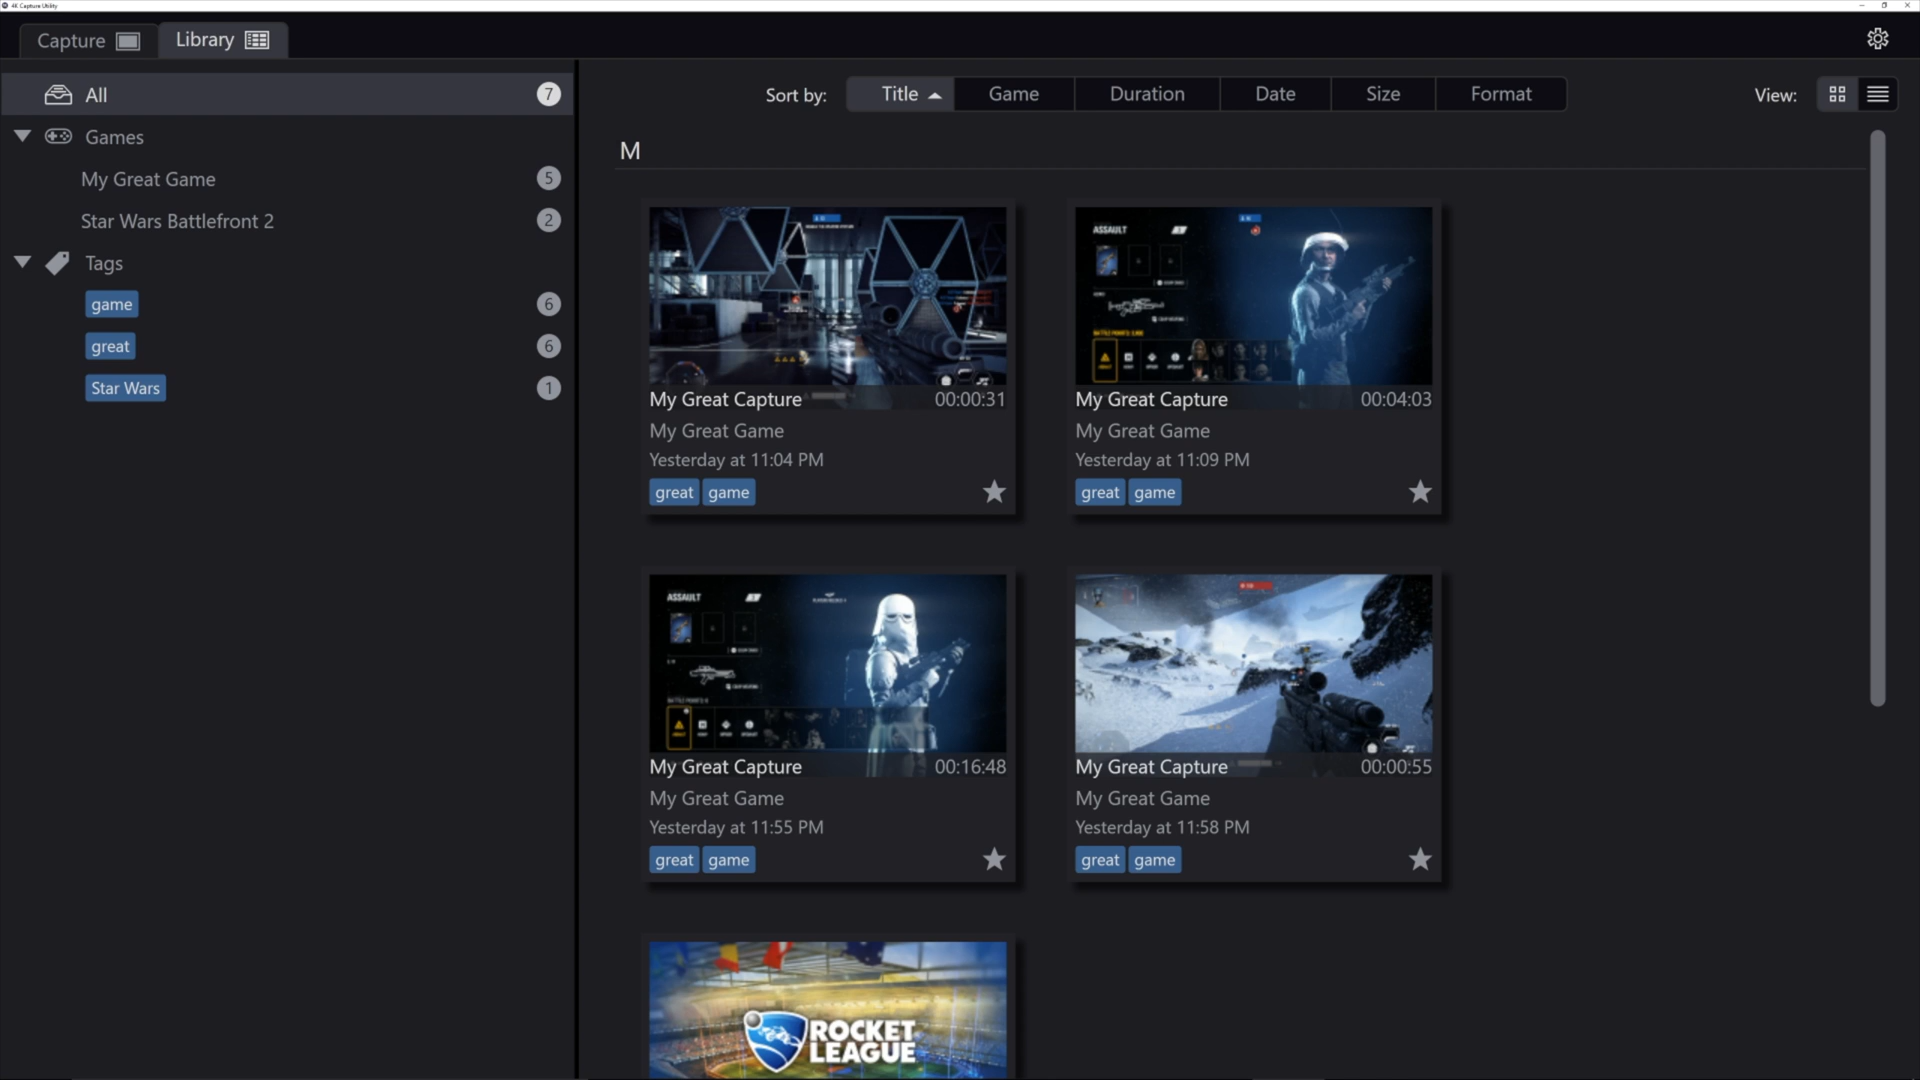 4K Capture Utility
Capture
Library
All 7
Games
My Great Game 5
Star Wars Battlefront 2 2
Tags
game 6
great 6
Star Wars 1
Sort by: Title Game Duration Date Size Format
View:
M
ASSAULT
My Great Capture 00:00:31
My Great Game
Yesterday at 11:04 PM
great game
My Great Capture 00:04:03
My Great Game
Yesterday at 11:09 PM
great game
ASSAULT
My Great Capture 00:16:48
My Great Game
Yesterday at 11:55 PM
great game
My Great Capture 00:00:55
My Great Game
Yesterday at 11:58 PM
great game
ROCKET
LEAGUE